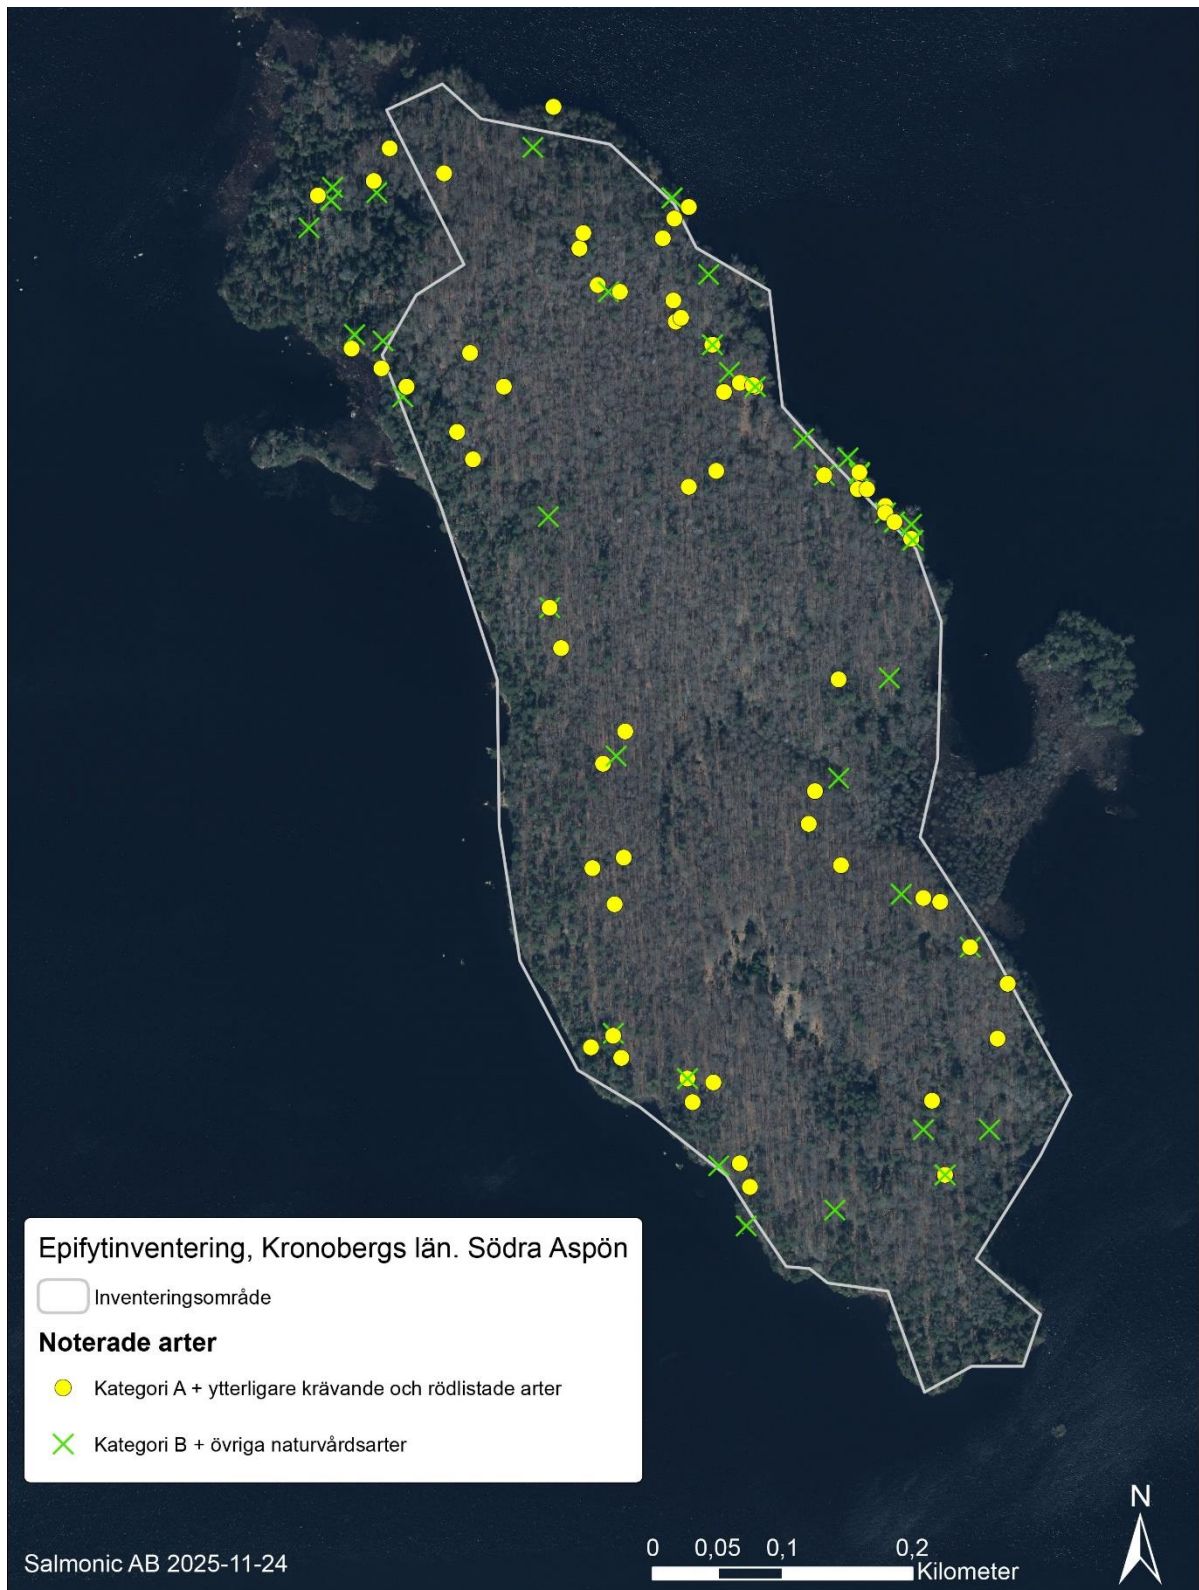 Epifytinventering, Kronobergs län. Södra Aspön
Inventeringsområde
Noterade arter
Kategori A + ytterligare krävande och rödlistade arter
Kategori B + övriga naturvårdsarter
Salmonic AB 2025-11-24
0 0,05 0,1 0,2
Kilometer
N